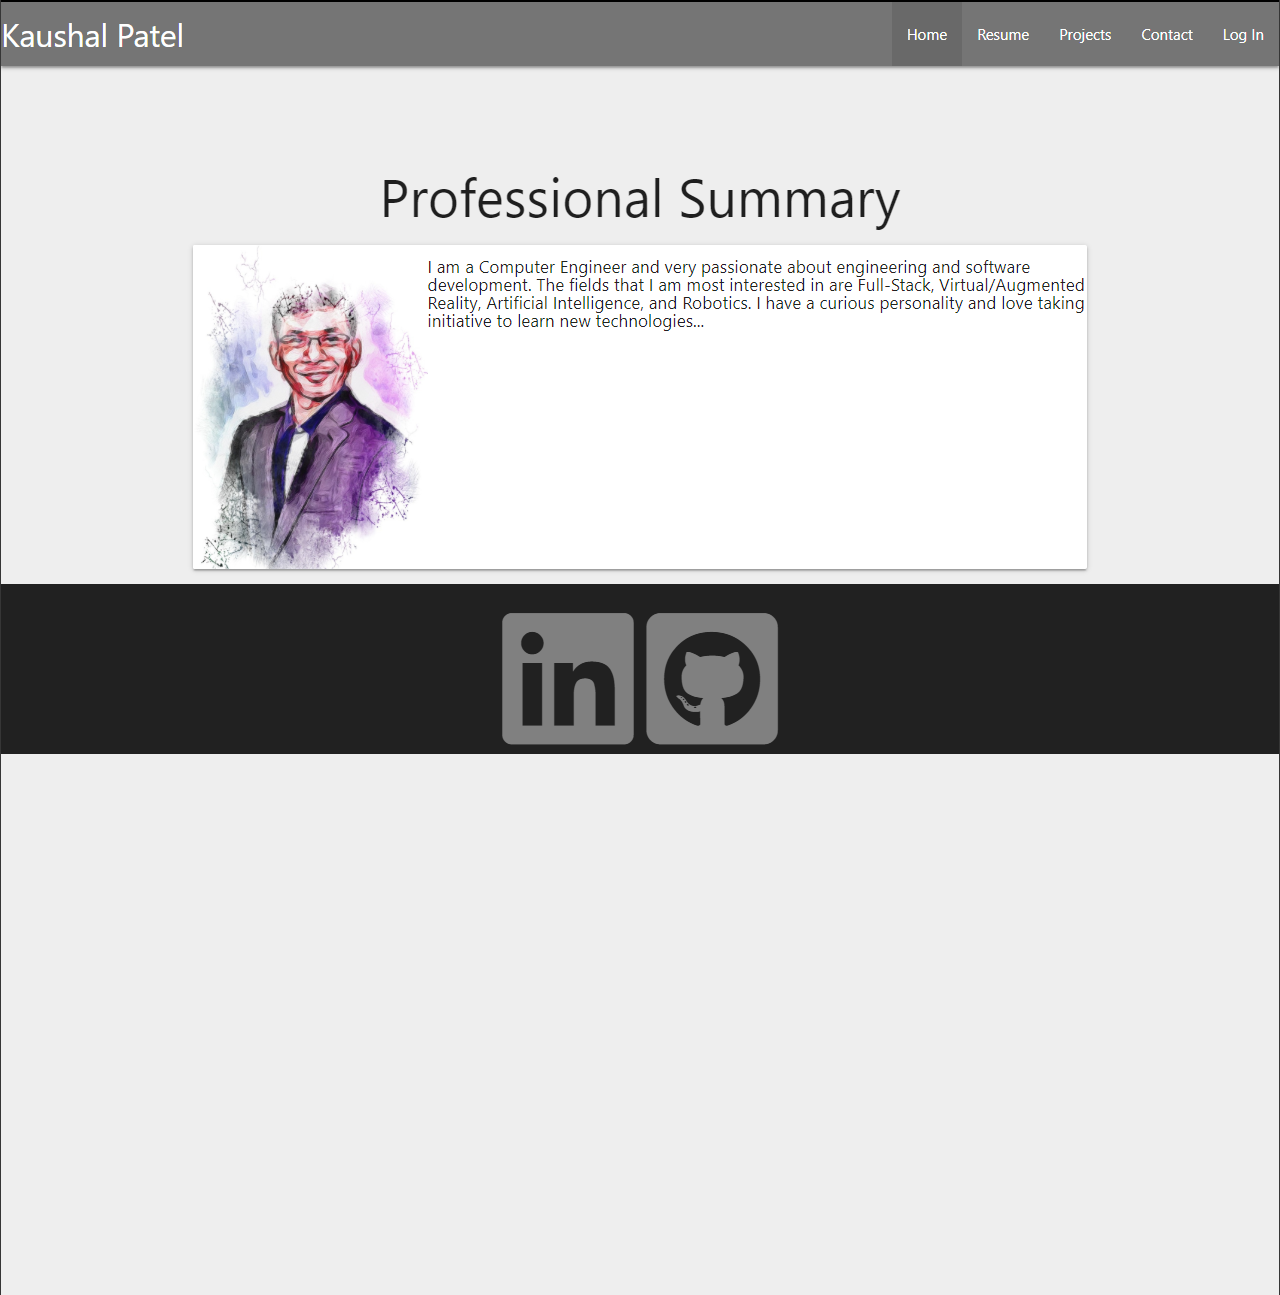 Kaushal Patel
Home Resume Projects Contact Log In
Professional Summary
I am a Computer Engineer and very passionate about engineering and software
development. The fields that I am most interested in are Full-Stack, Virtual/Augmented
Reality, Artificial Intelligence, and Robotics. I have a curious personality and love taking
initiative to learn new technologies...
in